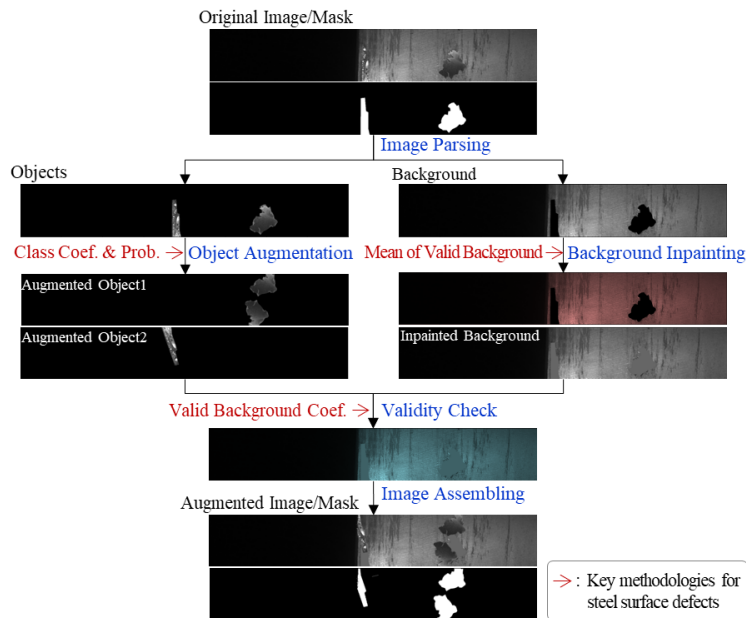 Original Image/Mask
Image Parsing
Objects
Background
Class Coef. & Prob.
Object Augmentation
Mean of Valid Background
Background Inpainting
Augmented Object1
Augmented Object2
Inpainted Background
Valid Background Coef.
Validity Check
Image Assembling
Augmented Image/Mask
: Key methodologies for
steel surface defects